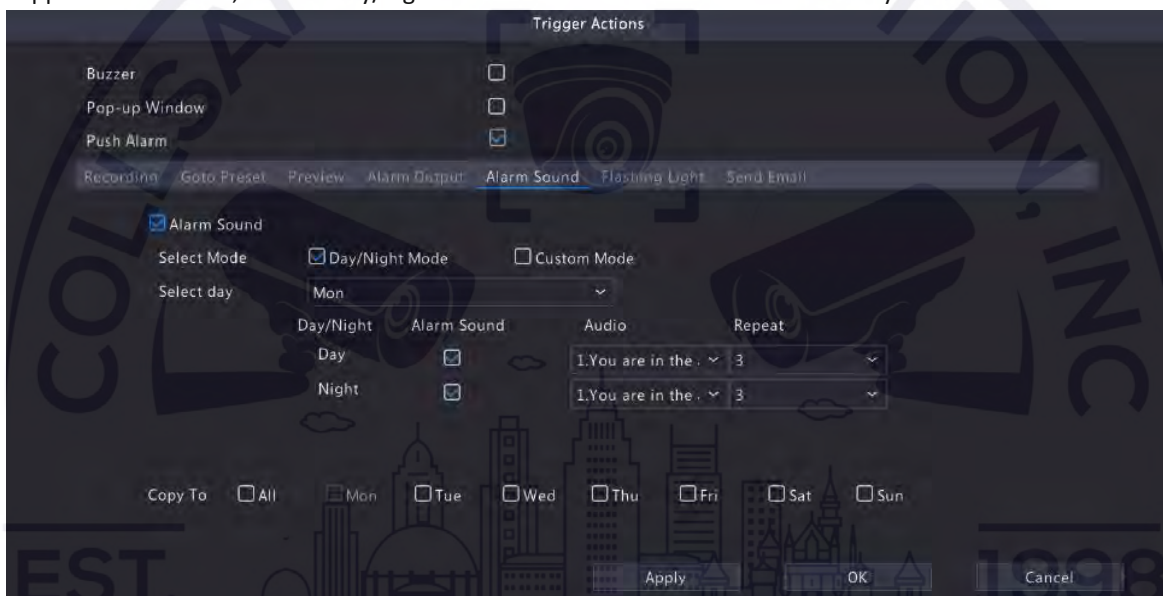 Trigger Actions
Buzzer
Pop-up Window
Push Alarm
Recording Goto Preset Preview Alarm Output Alarm Sound Flashing Light Send Email
Alarm Sound
Select Mode Day/Night Mode Custom Mode
Select day Mon
Day/Night Alarm Sound Audio Repeat
Day 1.You are in the . 3
Night 1.You are in the . 3
Copy To All Mon Tue Wed Thu Fri Sat Sun
Apply OK Cancel
EST 1998
INC